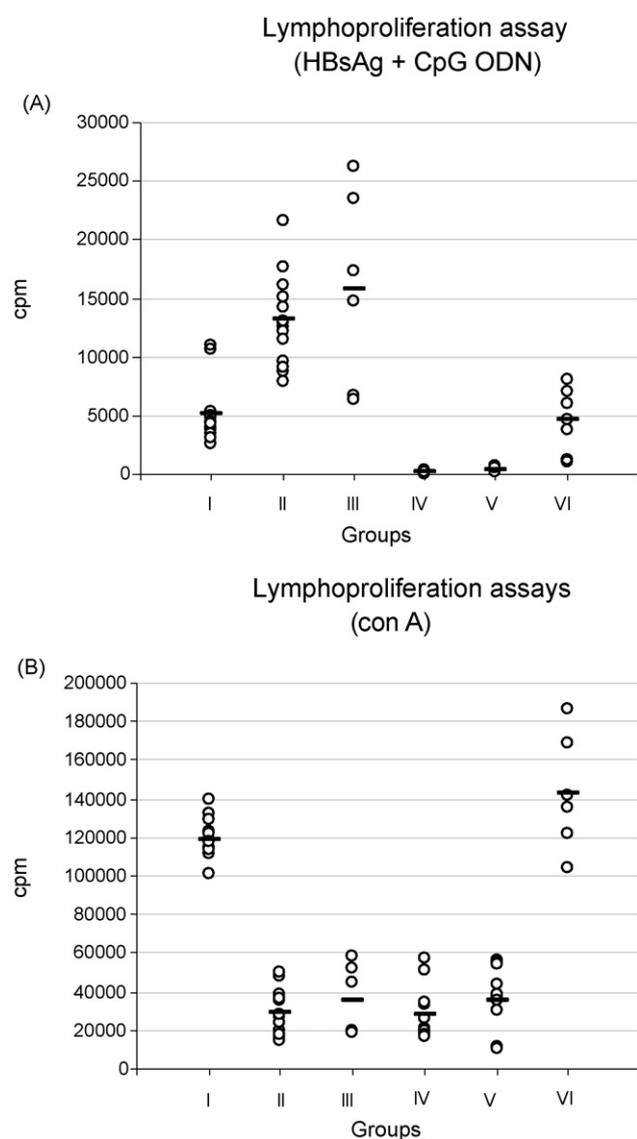 Lymphoproliferation assay
(HBsAg + CpG ODN)
(A)
30000
25000
20000
15000
10000
5000
0
cpm
I II III IV V VI
Groups
Lymphoproliferation assays
(con A)
(B)
200000
180000
160000
140000
120000
100000
80000
60000
40000
20000
0
cpm
I II III IV V VI
Groups